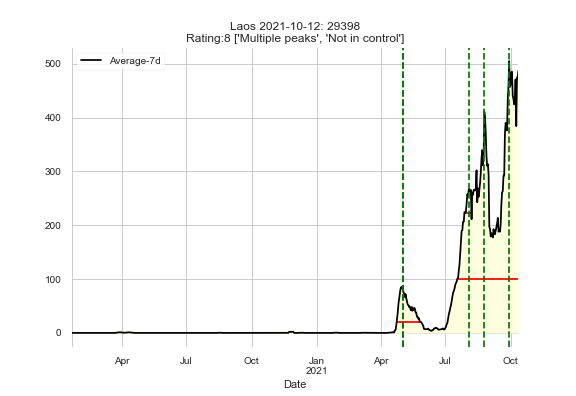 Laos 2021-10-12: 29398
Rating:8 ['Multiple peaks', 'Not in control']
Average-7d
500
400
300
200
100
0
Apr Jul Oct Jan Apr Jul Oct
2021
Date